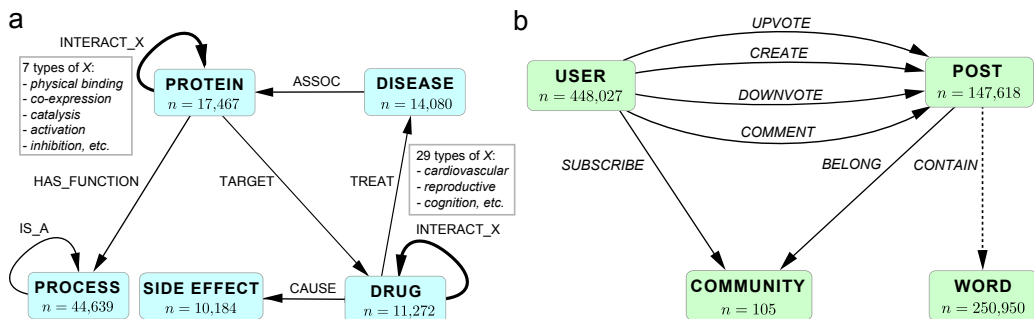 a
INTERACT_X
7 types of X:
- physical binding
- co-expression
- catalysis
- activation
- inhibition, etc.
PROTEIN
n = 17,467
ASSOC
DISEASE
n = 14,080
HAS_FUNCTION
TARGET
TREAT
29 types of X:
- cardiovascular
- reproductive
- cognition, etc.
INTERACT_X
IS_A
PROCESS
n = 44,639
SIDE EFFECT
n = 10,184
CAUSE
DRUG
n = 11,272
b
USER
n = 448,027
UPVOTE
CREATE
DOWNVOTE
COMMENT
POST
n = 147,618
SUBSCRIBE
BELONG
CONTAIN
COMMUNITY
n = 105
WORD
n = 250,950